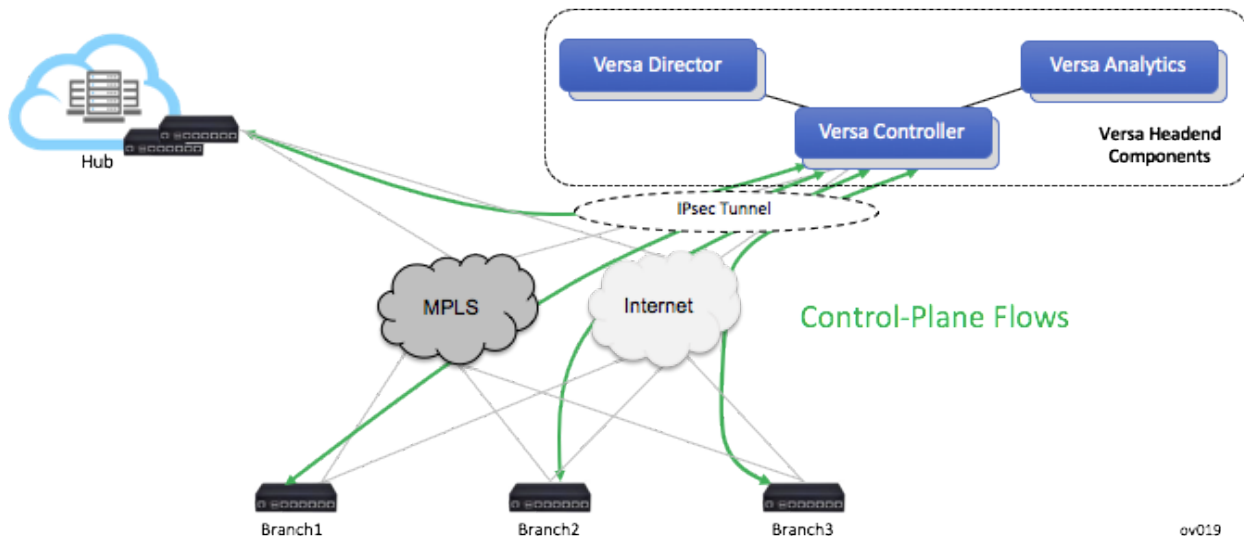 Versa Director
Versa Analytics
Versa Controller
Versa Headend
Components
Hub
IPsec Tunnel
MPLS
Internet
Control-Plane Flows
Branch1
Branch2
Branch3
ov019